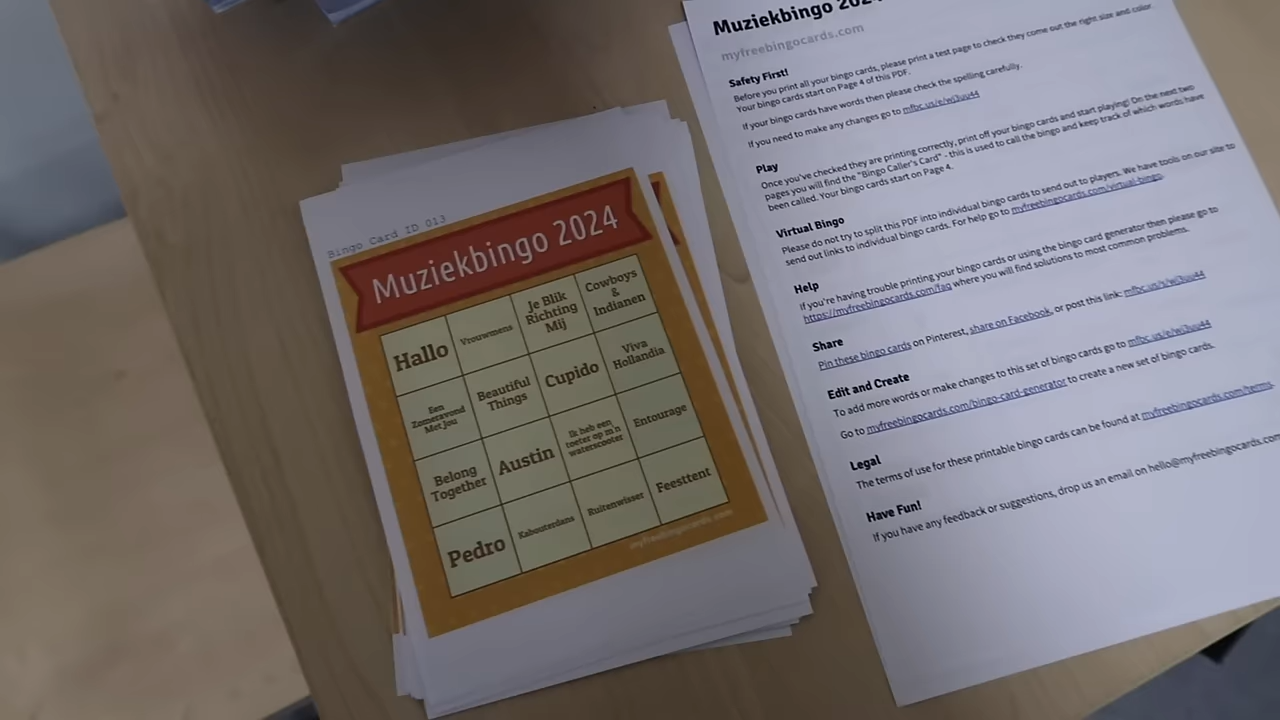 Bingo Card ID 013
Muziekbingo 2024
Hallo
Vrouwmens
Je Blik
Richting
Mij
Cowboys
&
Indianen
Een
Zomeravond
Met Jou
Beautiful
Things
Cupido
Viva
Hollandia
Belong
Together
Austin
Ik heb een
toeter op m'n
waterscooter
Entourage
Pedro
Kabouterdans
Ruitenwisser
Feesttent
myfreebingocards.com
Muziekbingo 2024
myfreebingocards.com
Safety First!
Before you print all your bingo cards, please print a test page to check they come out the right size and color.
Your bingo cards start on Page 4 of this PDF.
If your bingo cards have words then please check the spelling carefully.
If you need to make any changes go to mfbc.us/e/wj3uu44
Play
Once you've checked they are printing correctly, print off your bingo cards and start playing! On the next two
pages you will find the "Bingo Caller's Card" - this is used to call the bingo and keep track of which words have
been called. Your bingo cards start on Page 4.
Virtual Bingo
Please do not try to split this PDF into individual bingo cards to send out to players. We have tools on our site to
send out links to individual bingo cards. For help go to myfreebingocards.com/virtual-bingo.
Help
If you're having trouble printing your bingo cards or using the bingo card generator then please go to
https://myfreebingocards.com/faq where you will find solutions to most common problems.
Share
Pin these bingo cards on Pinterest, share on Facebook, or post this link: mfbc.us/s/wj3uu44
Edit and Create
To add more words or make changes to this set of bingo cards go to mfbc.us/e/wj3uu44
Go to myfreebingocards.com/bingo-card-generator to create a new set of bingo cards.
Legal
The terms of use for these printable bingo cards can be found at myfreebingocards.com/terms.
Have Fun!
If you have any feedback or suggestions, drop us an email on hello@myfreebingocards.com